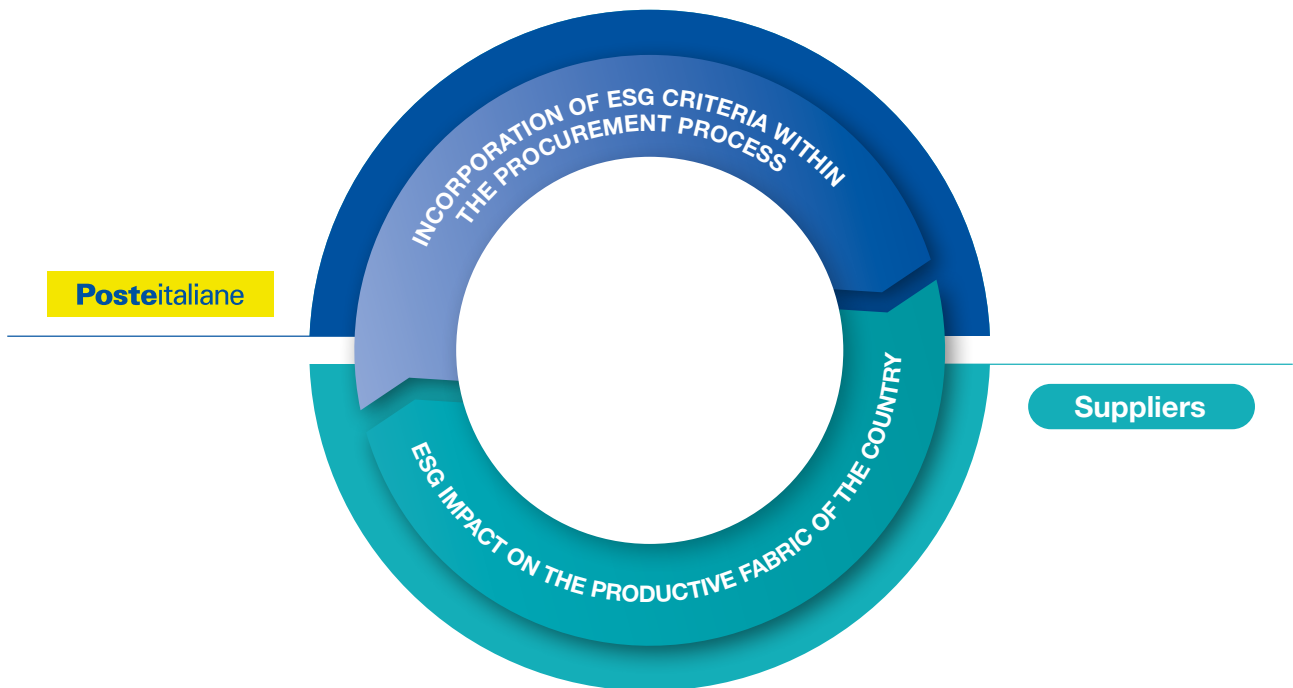 INCORPORATION OF ESG CRITERIA WITHIN
THE PROCUREMENT PROCESS
Posteitaliane
Suppliers
ESG IMPACT ON THE PRODUCTIVE FABRIC OF THE COUNTRY